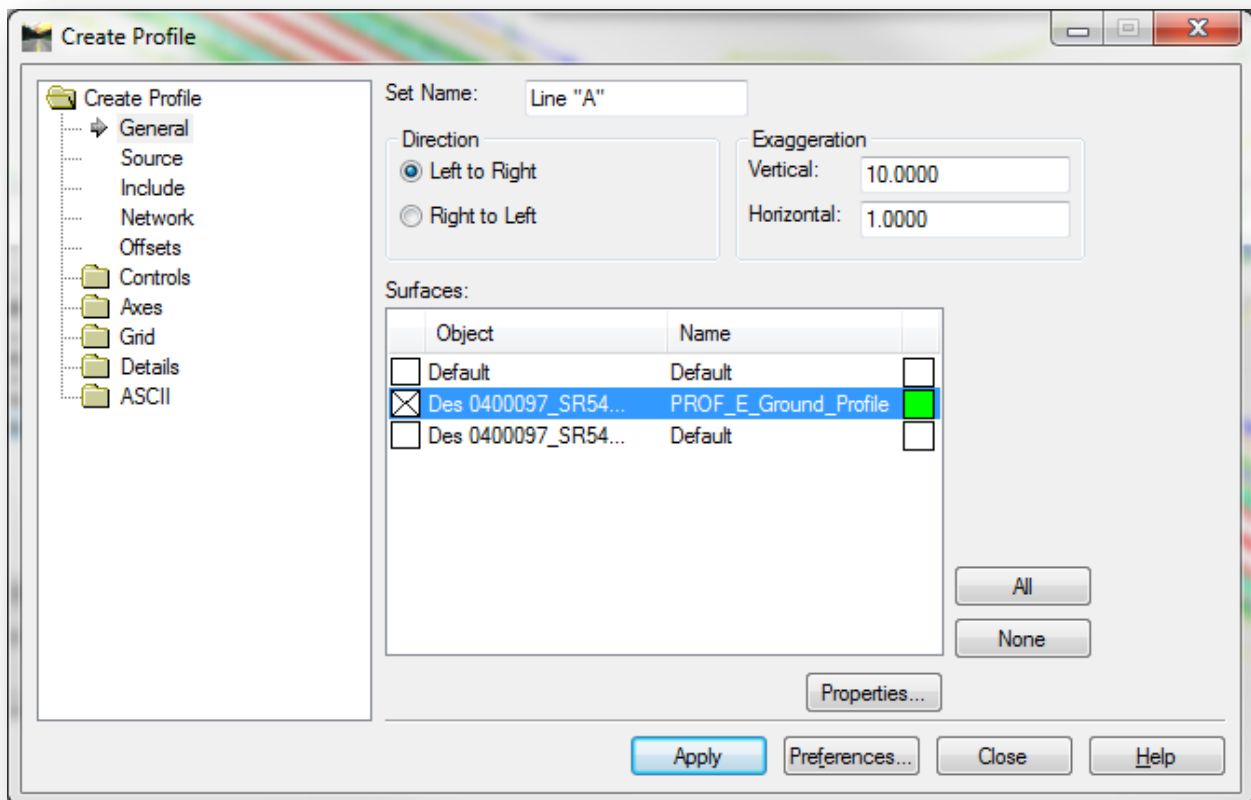 Create Profile
Create Profile
General
Source
Include
Network
Offsets
Controls
Axes
Grid
Details
ASCII
Set Name: Line "A"
Direction
Left to Right
Right to Left
Exaggeration
Vertical: 10.0000
Horizontal: 1.0000
Surfaces:
Object Name
Default Default
Des 0400097_SR54... PROF_E_Ground_Profile
Des 0400097_SR54... Default
All
None
Properties...
Apply Preferences... Close Help